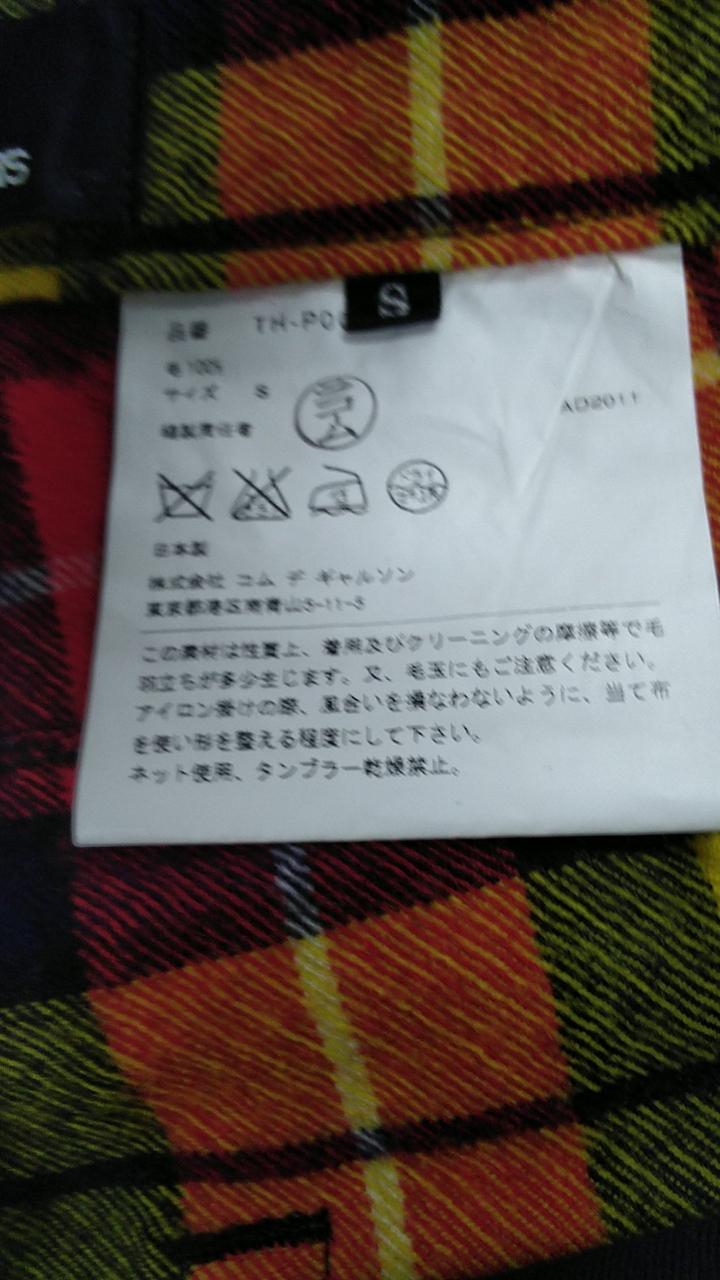 s
S
品番 TH-P0
毛 100%
サイズ S
縫製責任者
AD2011
日本製
株式会社 コム デ ギャルソン
東京都港区南青山5-11-5
この素材は性質上、着用及びクリーニングの摩擦等で毛
羽立ちが多少生じます。又、毛玉にもご注意ください。
アイロン掛けの際、風合いを損なわないように、当て布
を使い形を整える程度にして下さい。
ネット使用、タンブラー乾燥禁止。